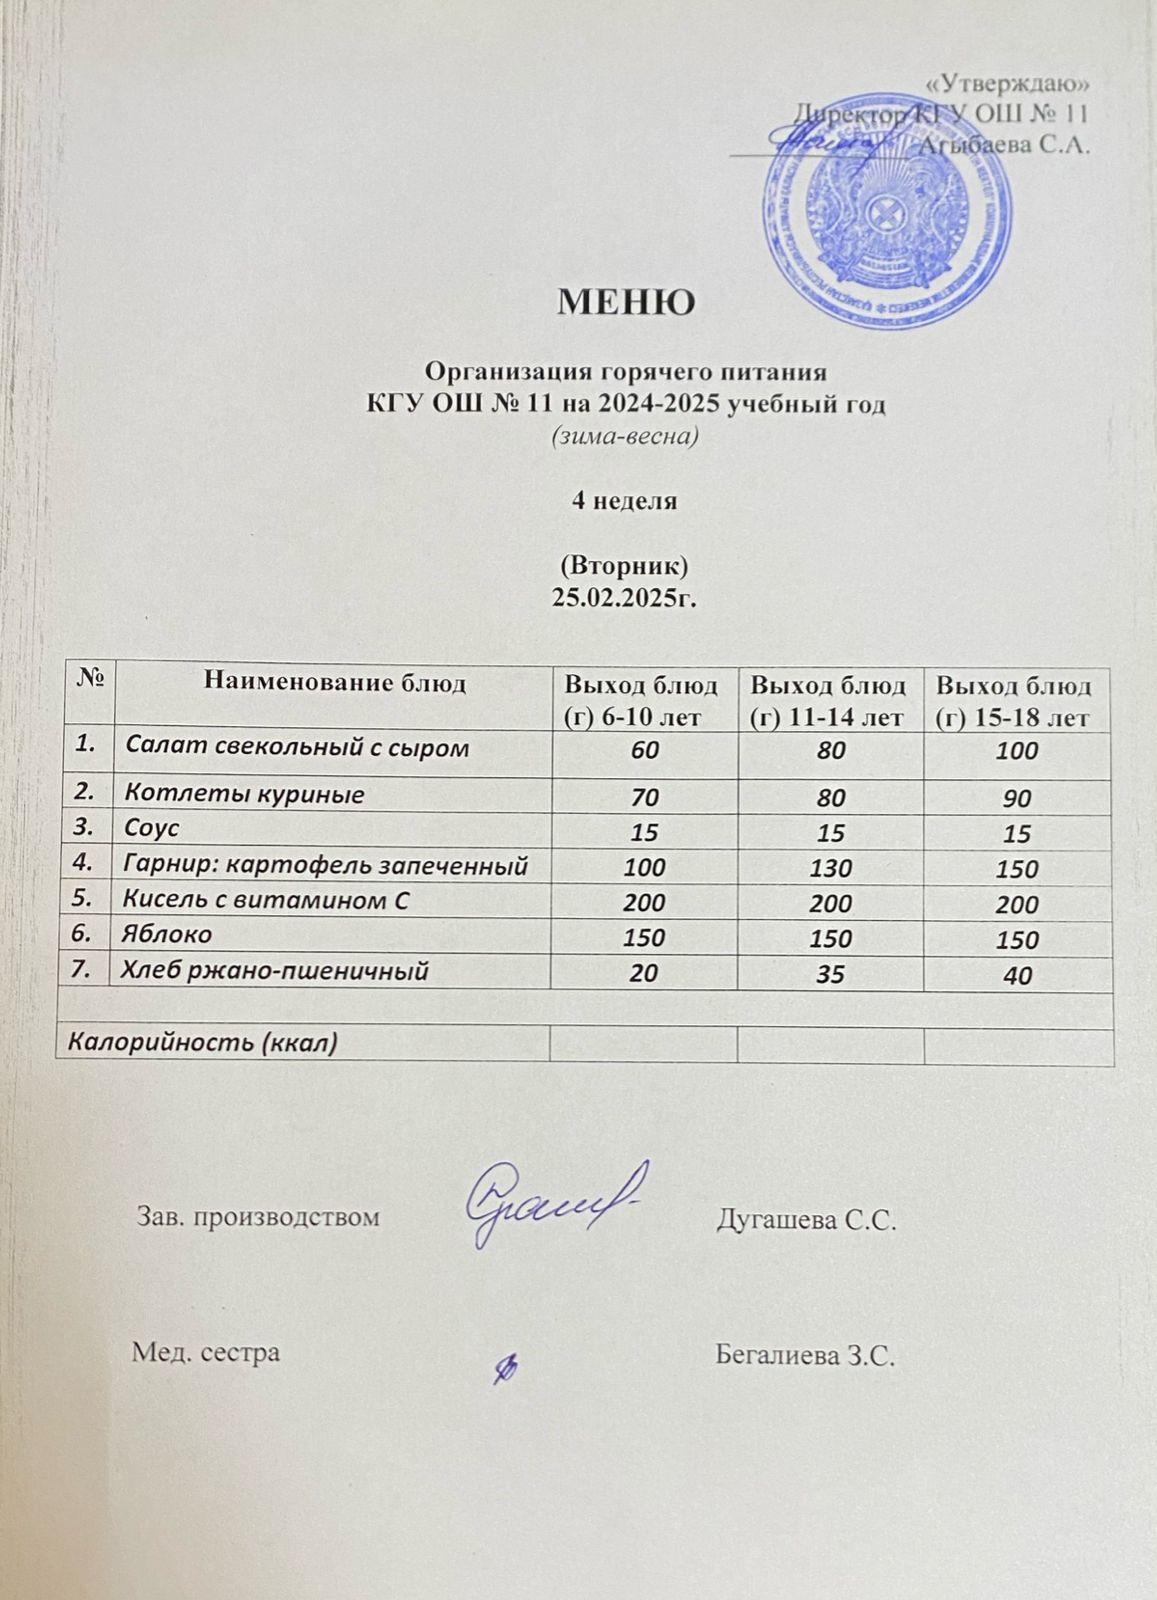 «Утверждаю»
Директор КГУ ОШ № 11
Агыбаева С.А.
МЕНЮ
Организация горячего питания
КГУ ОШ № 11 на 2024-2025 учебный год
(зима-весна)
4 неделя
(Вторник)
25.02.2025г.
№ Наименование блюд Выход блюд (г) 6-10 лет Выход блюд (г) 11-14 лет Выход блюд (г) 15-18 лет
1. Салат свекольный с сыром 60 80 100
2. Котлеты куриные 70 80 90
3. Соус 15 15 15
4. Гарнир: картофель запеченный 100 130 150
5. Кисель с витамином С 200 200 200
6. Яблоко 150 150 150
7. Хлеб ржано-пшеничный 20 35 40
Калорийность (ккал)
Зав. производством Дугашева С.С.
Мед. сестра Бегалиева З.С.